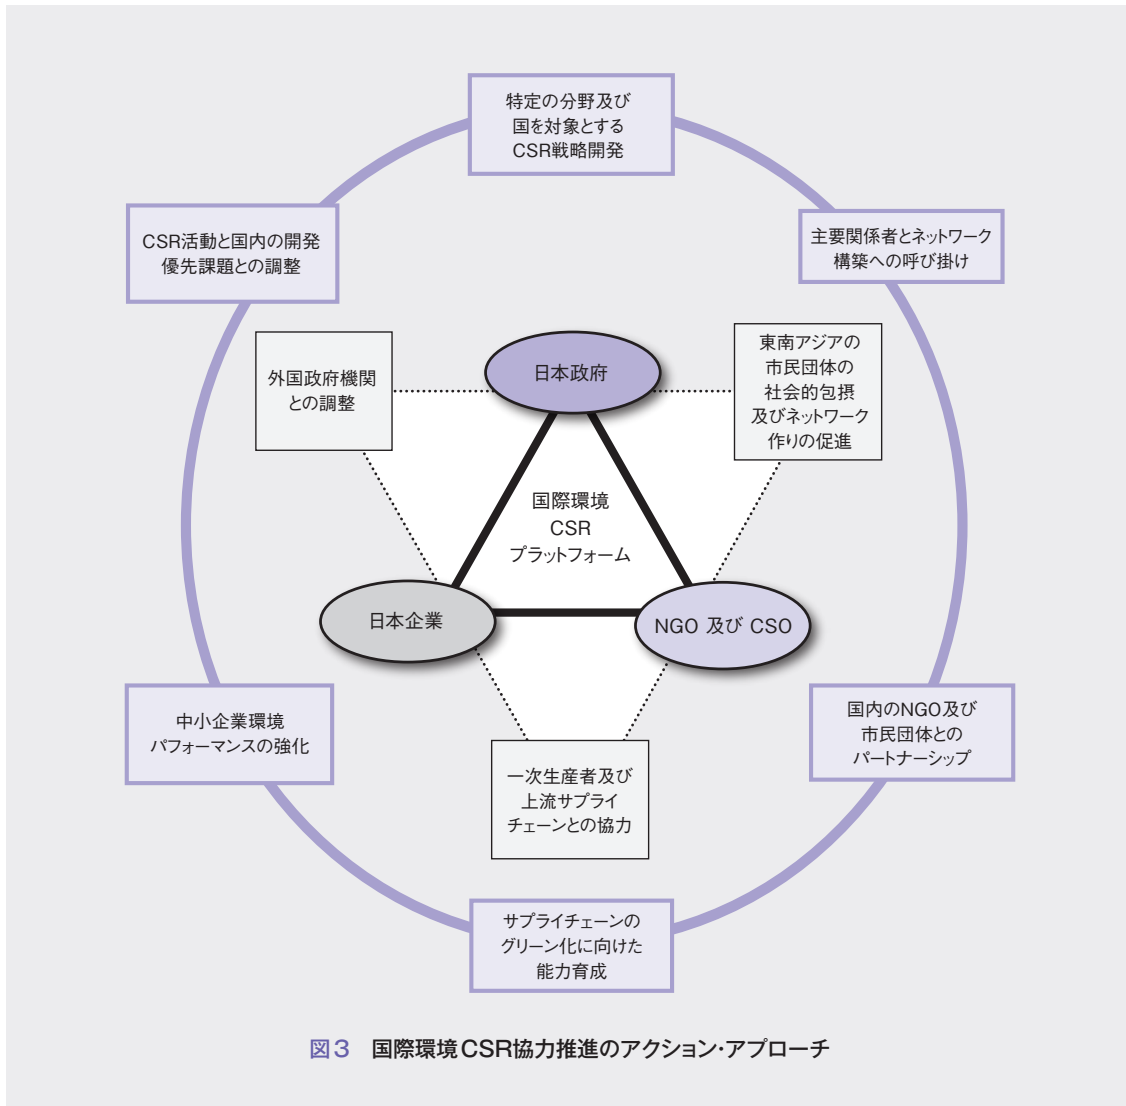 特定の分野及び
国を対象とする
CSR戦略開発
CSR活動と国内の開発
優先課題との調整
主要関係者とネットワーク
構築への呼び掛け
外国政府機関
との調整
日本政府
東南アジアの
市民団体の
社会的包摂
及びネットワーク
作りの促進
国際環境
CSR
プラットフォーム
日本企業
NGO 及び CSO
中小企業環境
パフォーマンスの強化
国内のNGO及び
市民団体との
パートナーシップ
一次生産者及び
上流サプライ
チェーンとの協力
サプライチェーンの
グリーン化に向けた
能力育成
図3 国際環境CSR協力推進のアクション・アプローチ